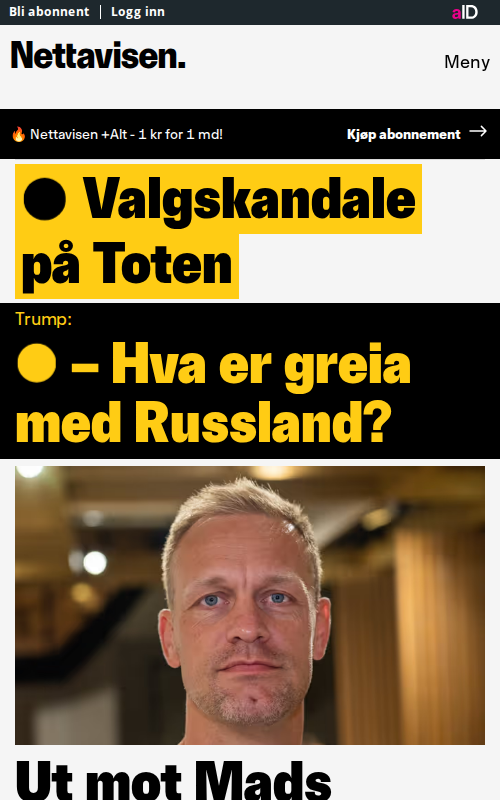 Bli abonnent | Logg inn aID
Nettavisen.
Meny
🔥 Nettavisen +Alt - 1 kr for 1 md! Kjøp abonnement →
Valgskandale
på Toten
Trump:
– Hva er greia
med Russland?
Ut mot Mads